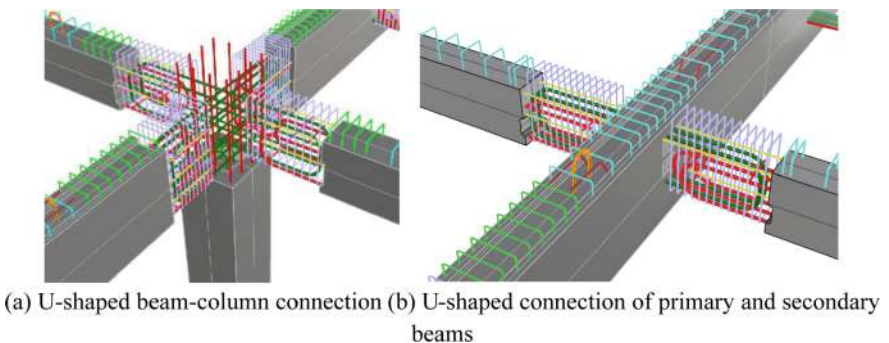 (a) U-shaped beam-column connection (b) U-shaped connection of primary and secondary
beams